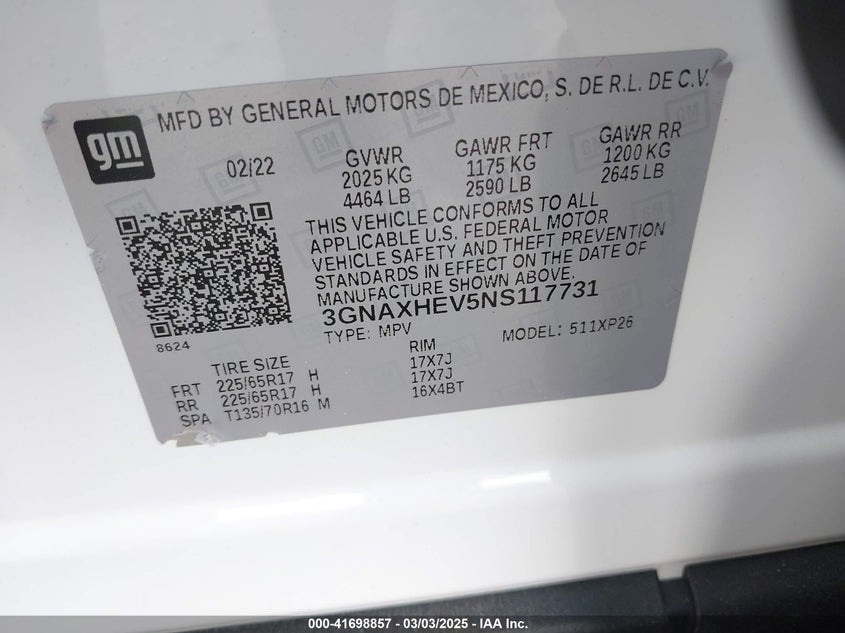 MFD BY GENERAL MOTORS DE MEXICO, S. DE R.L. DE C.V.
gm
02/22
GVWR GAWR FRT GAWR RR
2025 KG 1175 KG 1200 KG
4464 LB 2590 LB 2645 LB
THIS VEHICLE CONFORMS TO ALL
APPLICABLE U.S. FEDERAL MOTOR
VEHICLE SAFETY AND THEFT PREVENTION
STANDARDS IN EFFECT ON THE DATE OF
MANUFACTURE SHOWN ABOVE.
3GNAXHEV5NS117731
TYPE: MPV MODEL: 511XP26
8624
TIRE SIZE RIM
FRT 225/65R17 H 17X7J
RR 225/65R17 H 17X7J
SPA T135/70R16 M 16X4BT
000-41698857 — 03/03/2025 — IAA Inc.